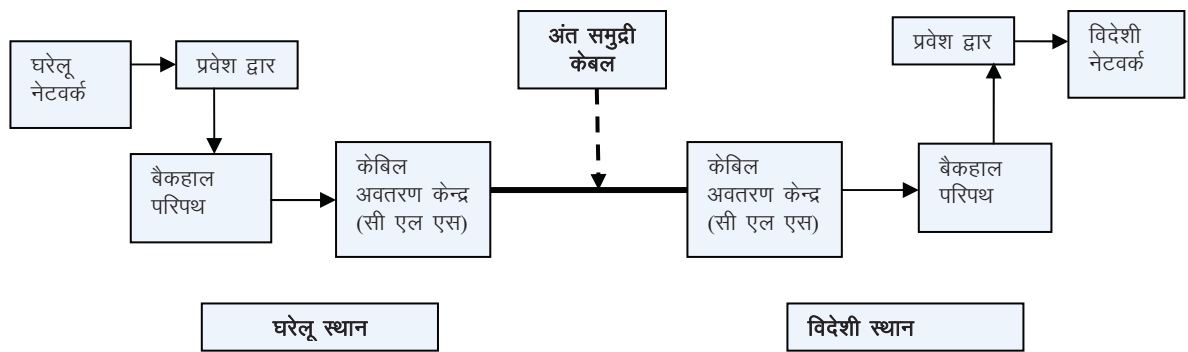 घरेलू
नेटवर्क
प्रवेश द्वार
अंत समुद्री
केबल
प्रवेश द्वार
विदेशी
नेटवर्क
बैकहाल
परिपथ
केबिल
अवतरण केन्द्र
(सी एल एस)
केबिल
अवतरण केन्द्र
(सी एल एस)
बैकहाल
परिपथ
घरेलू स्थान
विदेशी स्थान